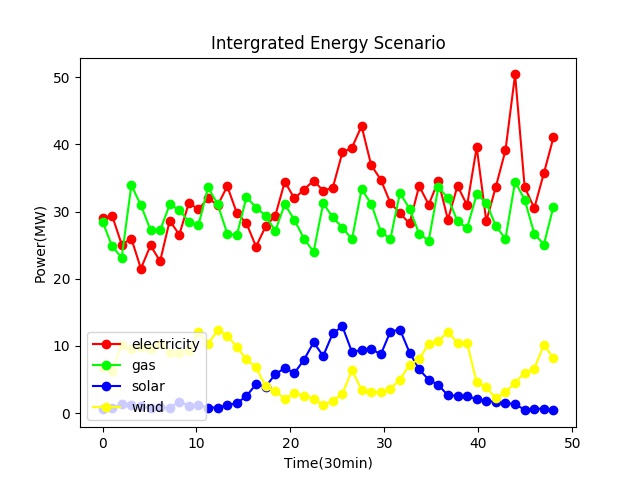 Intergrated Energy Scenario
Power(MW)
50
40
30
20
10
0
electricity
gas
solar
wind
0 10 20 30 40 50
Time(30min)